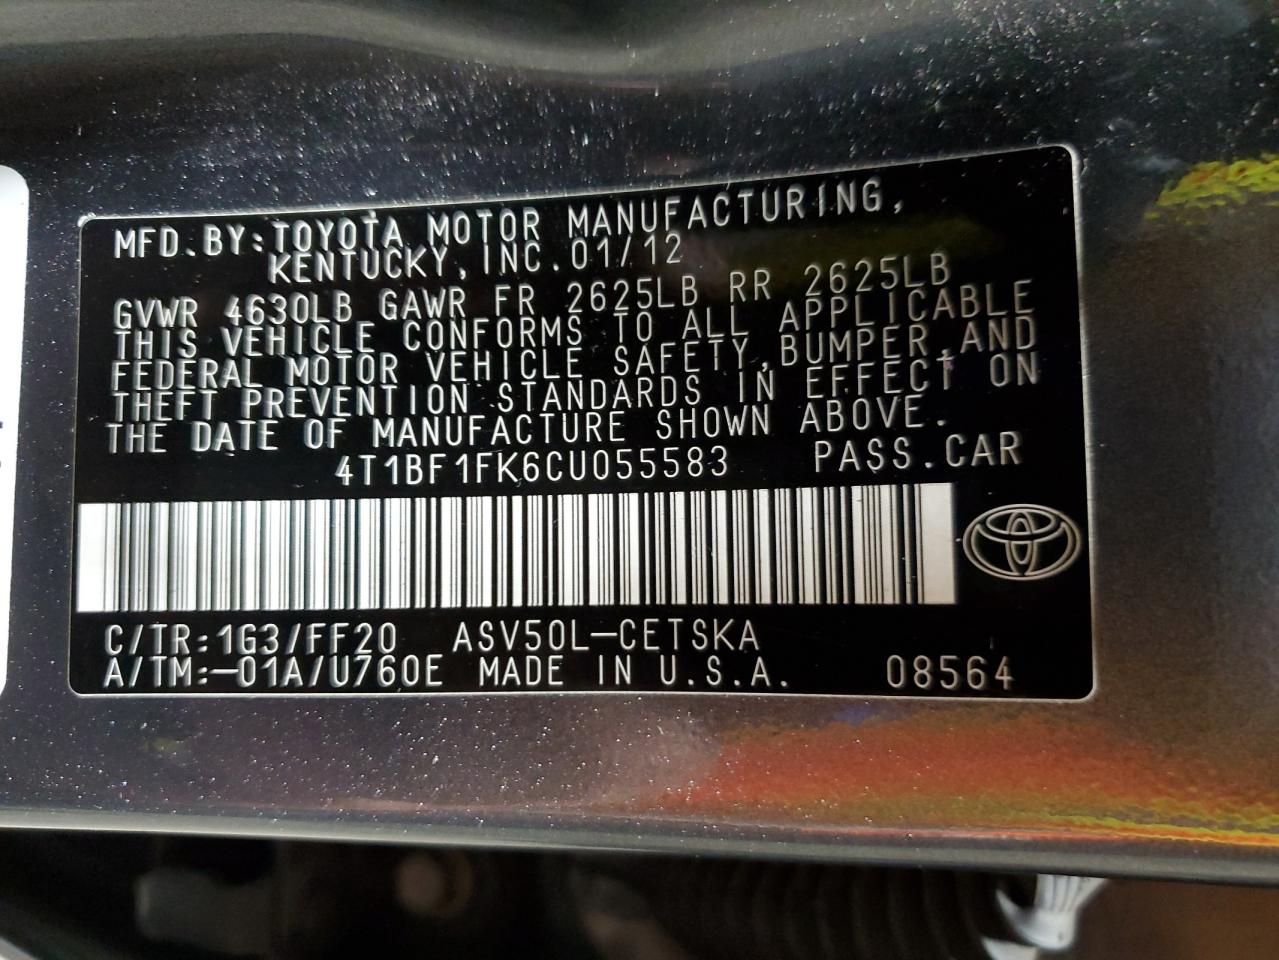 MFD.BY:TOYOTA MOTOR MANUFACTURING,
KENTUCKY,INC.01/12
GVWR 4630LB GAWR FR 2625LB RR 2625LB
THIS VEHICLE CONFORMS TO ALL APPLICABLE
FEDERAL MOTOR VEHICLE SAFETY,BUMPER,AND
THEFT PREVENTION STANDARDS IN EFFECT ON
THE DATE OF MANUFACTURE SHOWN ABOVE.
4T1BF1FK6CU055583 PASS.CAR
C/TR:1G3/FF20 ASV50L-CETSKA
A/TM:-01A/U760E MADE IN U.S.A. 08564